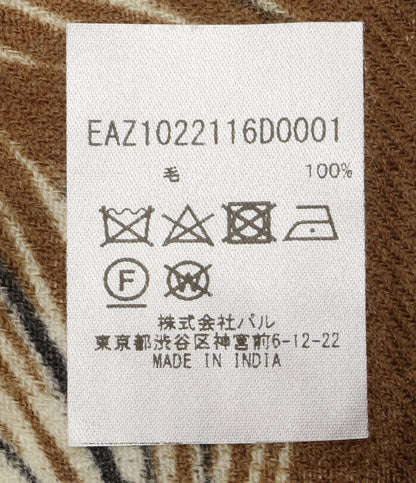 EAZ1022116D0001
毛 100%
F W
株式会社パル
東京都渋谷区神宮前6-12-22
MADE IN INDIA